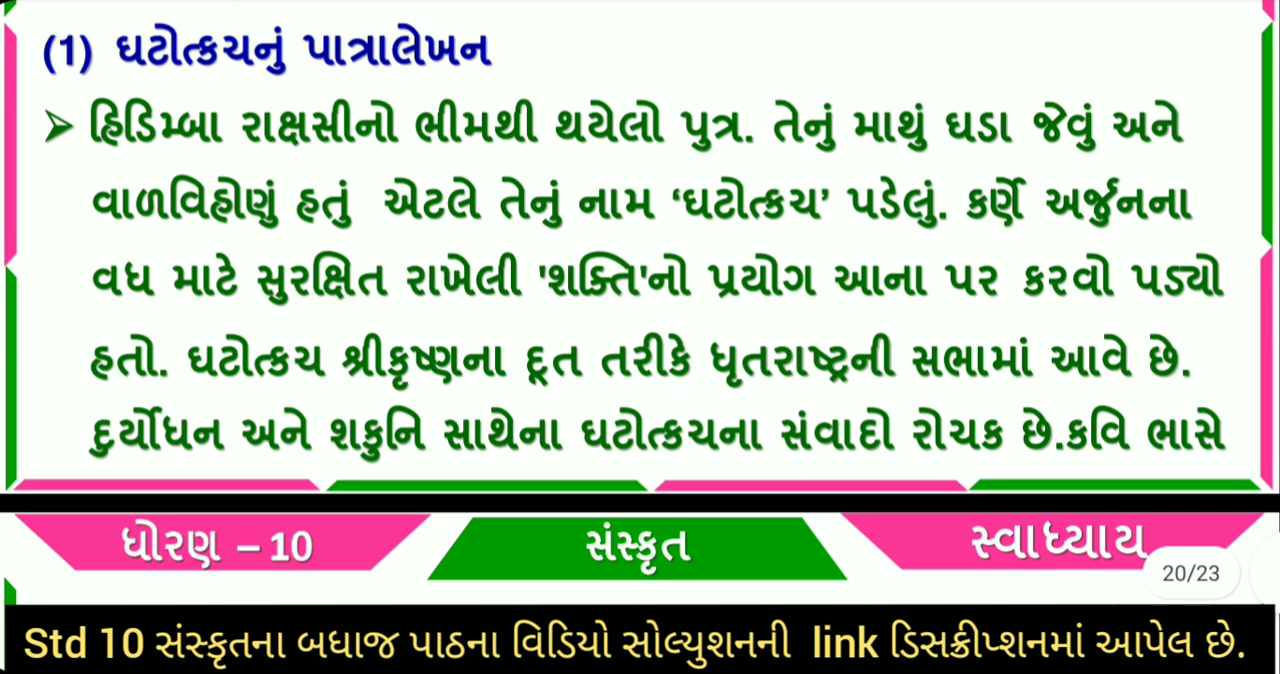 (1) ઘટોત્કચનું પાત્રાલેખન
➢ હિડિમ્બા રાક્ષસીનો ભીમથી થયેલો પુત્ર. તેનું માથું ઘડા જેવું અને
વાળવિહોણું હતું એટલે તેનું નામ ‘ઘટોત્કચ’ પડેલું. કર્ણે અર્જુનના
વધ માટે સુરક્ષિત રાખેલી 'શક્તિ'નો પ્રયોગ આના પર કરવો પડ્યો
હતો. ઘટોત્કચ શ્રીકૃષ્ણના દૂત તરીકે ધૃતરાષ્ટ્રની સભામાં આવે છે.
દુર્યોધન અને શકુનિ સાથેના ઘટોત્કચના સંવાદો રોચક છે.કવિ ભાસે
ધોરણ – 10 સંસ્કૃત સ્વાધ્યાય
20/23
Std 10 સંસ્કૃતના બધાજ પાઠના વિડિયો સોલ્યુશનની link ડિસક્રીપ્શનમાં આપેલ છે.